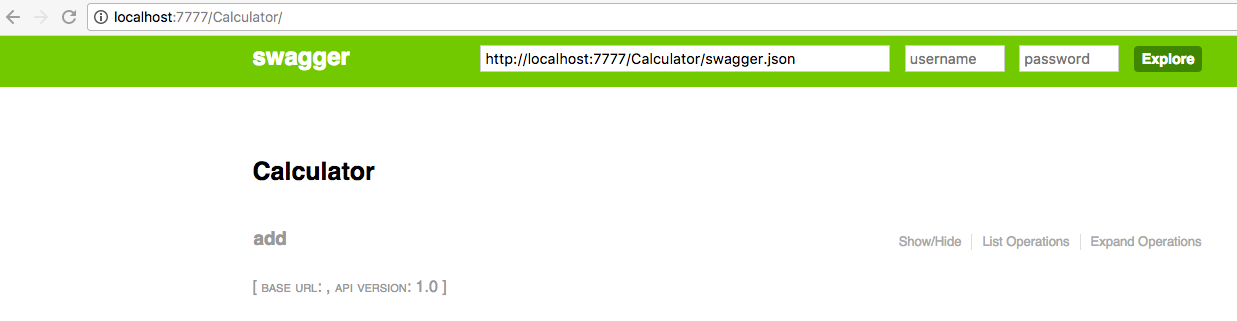 localhost:7777/Calculator/
swagger http://localhost:7777/Calculator/swagger.json username password Explore
Calculator
add Show/Hide List Operations Expand Operations
[ BASE URL: , API VERSION: 1.0 ]